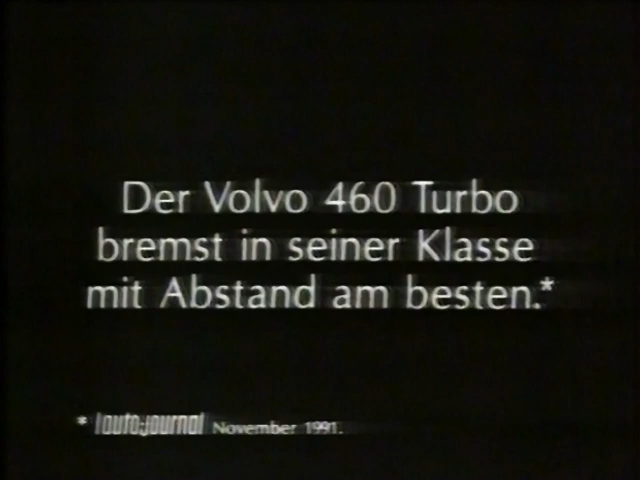 Der Volvo 460 Turbo
bremst in seiner Klasse
mit Abstand am besten.*
* l'auto-journal November 1991.